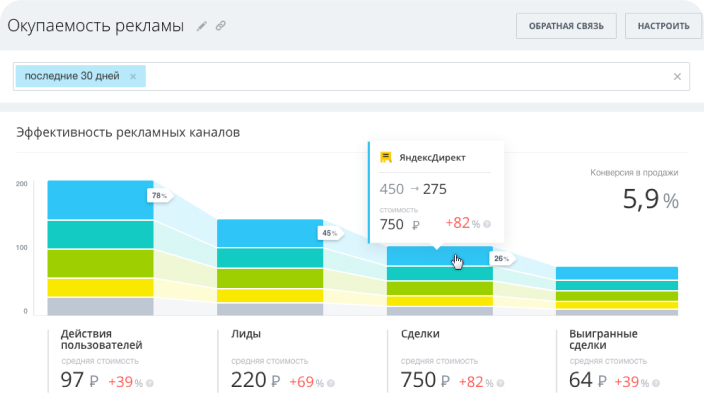 Окупаемость рекламы
ОБРАТНАЯ СВЯЗЬ
НАСТРОИТЬ
последние 30 дней ×
×
Эффективность рекламных каналов
ЯндексДирект
450 → 275
стоимость
750 ₽ +82%
Конверсия в продажи
5,9 %
200
100
0
78%
45%
26%
Действия
пользователей
средняя стоимость
97 ₽ +39%
Лиды
средняя стоимость
220 ₽ +69%
Сделки
средняя стоимость
750 ₽ +82%
Выигранные
сделки
средняя стоимость
64 ₽ +39%